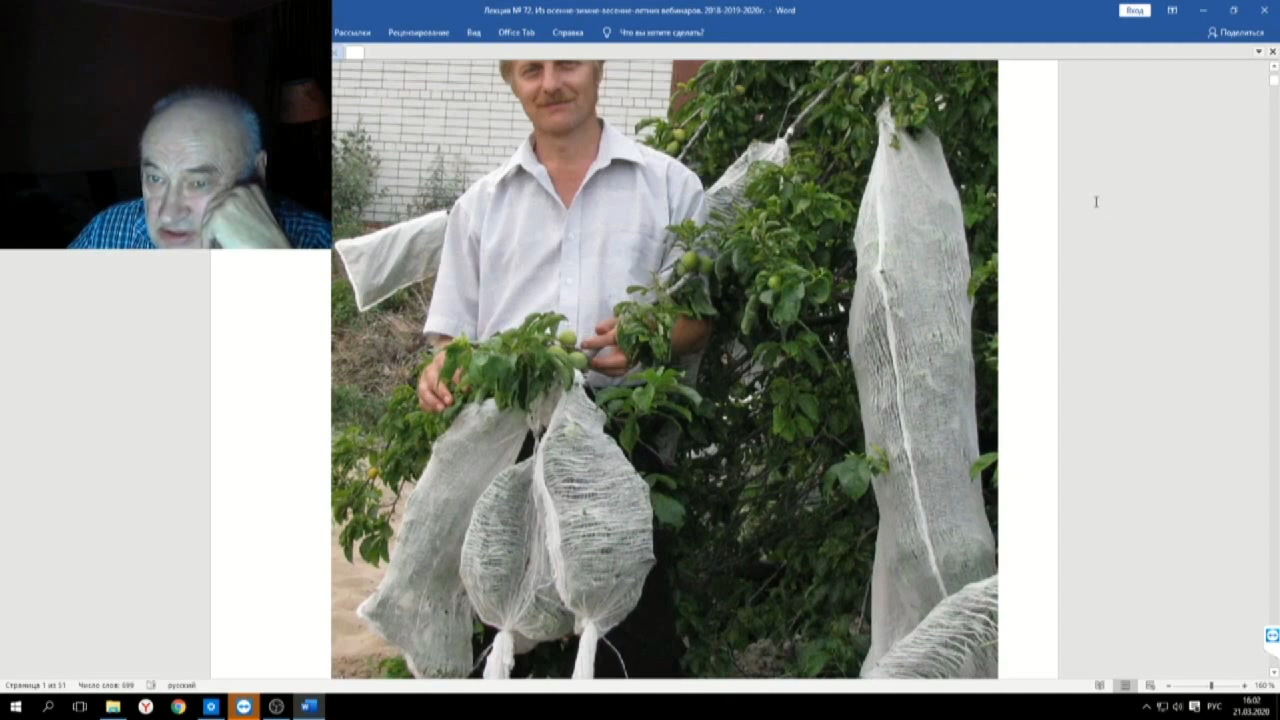 Лекция № 72. Из осенне-зимне-весенне-летних вебинаров. 2018-2019-2020г. - Word
Вход
Рассылки Рецензирование Вид Office Tab Справка Что вы хотите сделать? Поделиться
Страница 1 из 51 Число слов: 699 русский 160 %
РУС
16:02
21.03.2020